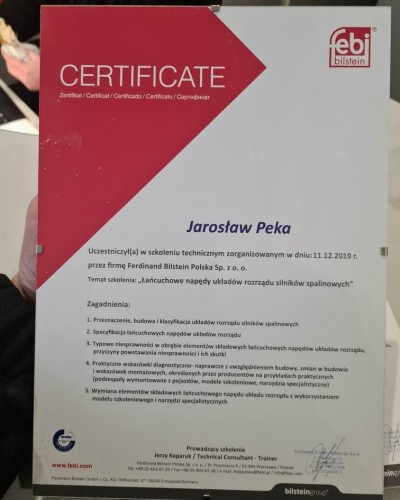 febi
bilstein
CERTIFICATE
Zertifikat / Certificat / Certificado / Certificato / Сертификат
Jarosław Peka
Uczestniczył(a) w szkoleniu technicznym zorganizowanym w dniu:11.12.2019 r.
przez firmę Ferdinand Bilstein Polska Sp. z o. o.
Temat szkolenia: „Łańcuchowe napędy układów rozrządu silników spalinowych”
Zagadnienia:
1. Przeznaczenie, budowa i klasyfikacja układów rozrządu silników spalinowych
2. Specyfikacja łańcuchowych napędów układów rozrządu
3. Typowe niesprawności w obrębie elementów składowych łańcuchowych napędów układów rozrządu,
przyczyny powstawania niesprawności i ich skutki
4. Praktyczne wskazówki diagnostyczno- naprawcze z uwzględnieniem budowy, zmian w budowie
i wskazówek montażowych, określonych przez producentów na przykładach praktycznych
(podzespoły wymontowane z pojazdów, modele szkoleniowe, narzędzia specjalistyczne)
5. Wymiana elementów składowych łańcuchowego napędu układu rozrządu z wykorzystaniem
modelu szkoleniowego i narzędzi specjalistycznych
Prowadzący szkolenie
Jerzy Kaparuk / Technical Consultant - Trainer
www.febi.com
bilsteingroup